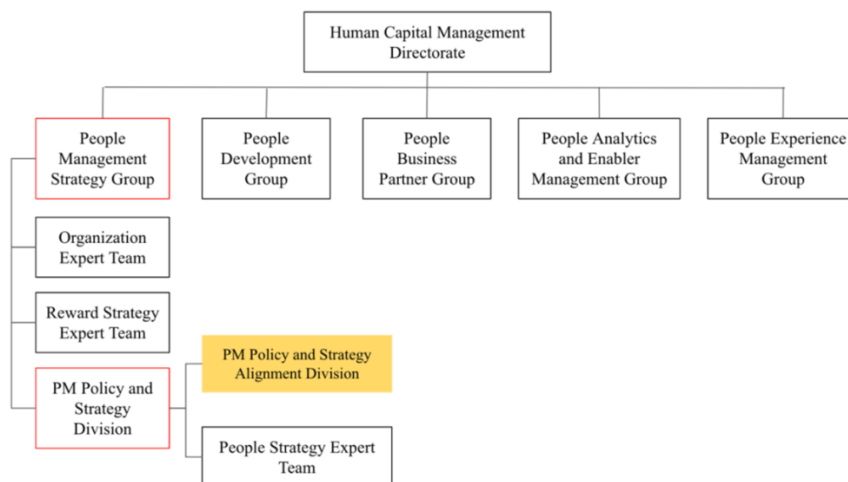 Human Capital Management
Directorate
People
Management
Strategy Group
People
Development
Group
People
Business
Partner Group
People Analytics
and Enabler
Management Group
People Experience
Management
Group
Organization
Expert Team
Reward Strategy
Expert Team
PM Policy and
Strategy
Division
PM Policy and Strategy
Alignment Division
People Strategy Expert
Team